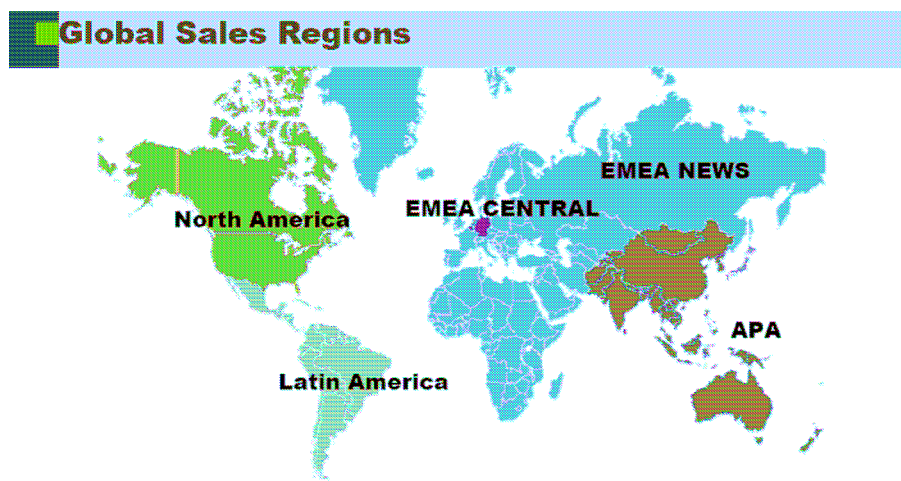 Global Sales Regions
EMEA NEWS
EMEA CENTRAL
North America
APA
Latin America